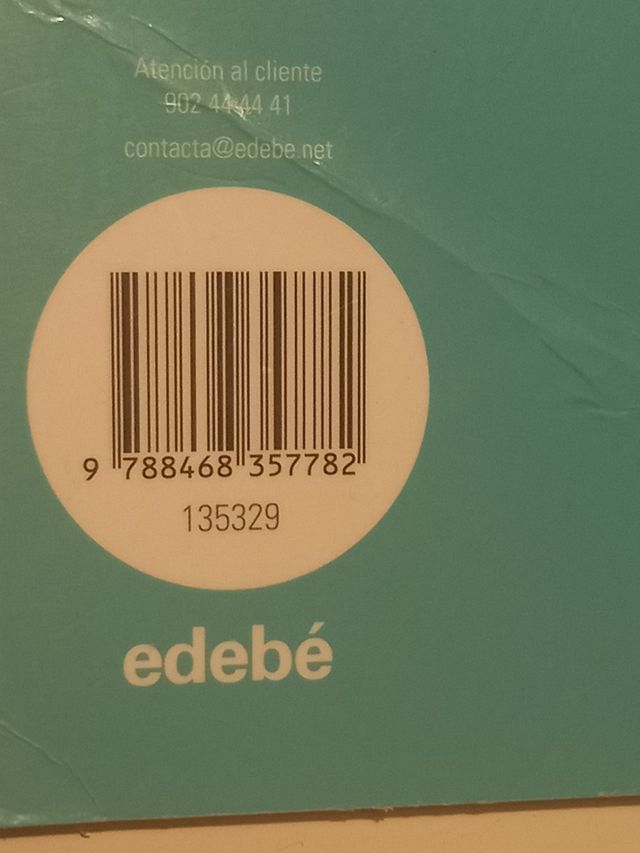 Atención al cliente
902 44 44 41
contacta@edebe.net
9 788468 357782
135329
edebé